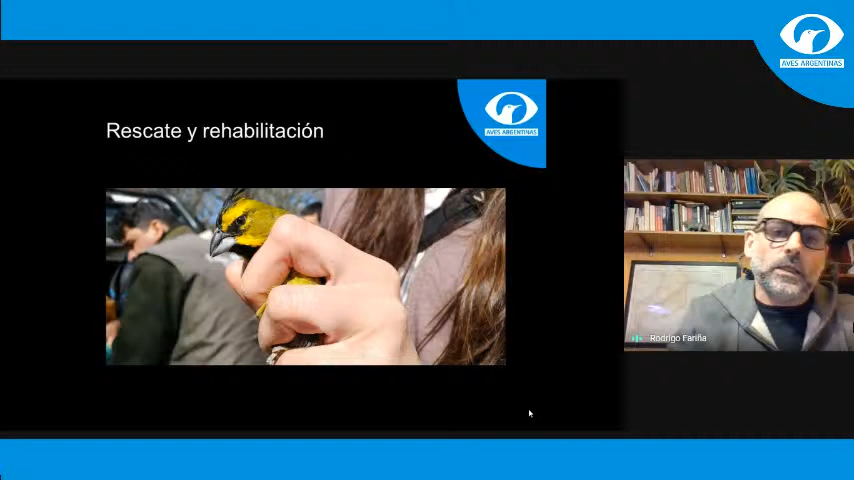 AVES ARGENTINAS
Rescate y rehabilitación
AVES ARGENTINAS
Rodrigo Fariña